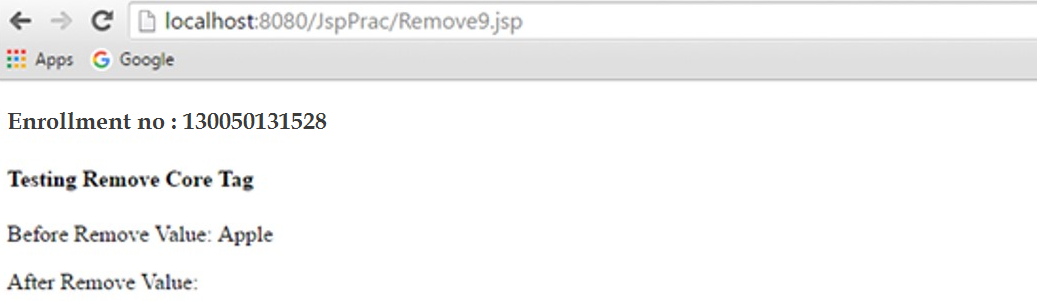 localhost:8080/JspPrac/Remove9.jsp
Apps Google
Enrollment no : 130050131528
Testing Remove Core Tag
Before Remove Value: Apple
After Remove Value: